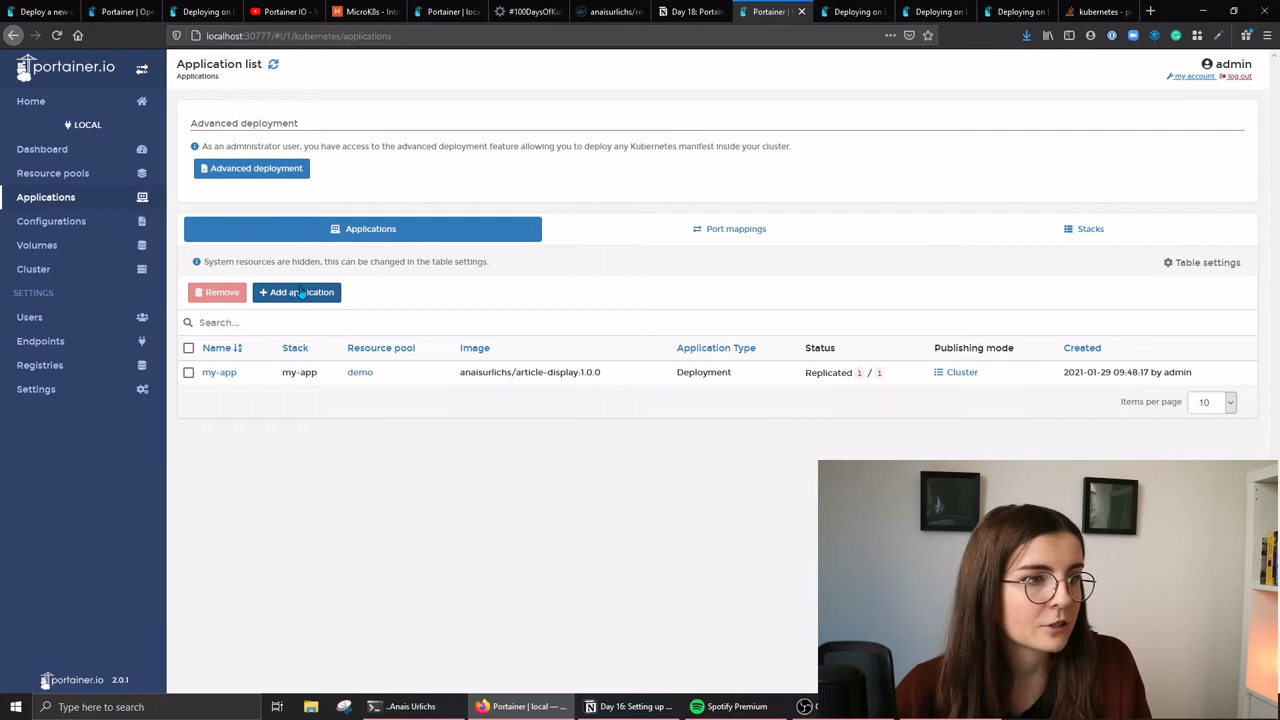 Deploy a new a
Portainer | Ope
Deploying on L
Portainer IO -
MicroK8s - Int
Portainer | loc
#100DaysOfKu
anaisurlichs/re
Day 18: Portain
Portainer |
Deploying on L
Deploying on L
Deploying on
kubernetes - p
localhost:30777/#!/1/kubernetes/applications
portainer.io
Home
LOCAL
Dashboard
Resource pools
Applications
Configurations
Volumes
Cluster
SETTINGS
Users
Endpoints
Registries
Settings
portainer.io 2.0.1
Application list
Applications
admin
my account log out
Advanced deployment
As an administrator user, you have access to the advanced deployment feature allowing you to deploy any Kubernetes manifest inside your cluster.
Advanced deployment
Applications
Port mappings
Stacks
System resources are hidden, this can be changed in the table settings.
Table settings
Remove
+ Add application
Search...
Name Stack Resource pool Image Application Type Status Publishing mode Created
my-app my-app demo anaisurlichs/article-display:1.0.0 Deployment Replicated 1 / 1 Cluster 2021-01-29 09:48:17 by admin
Items per page 10
Type here to search
..Anais Urlichs
Portainer | local — ...
Day 16: Setting up ...
Spotify Premium